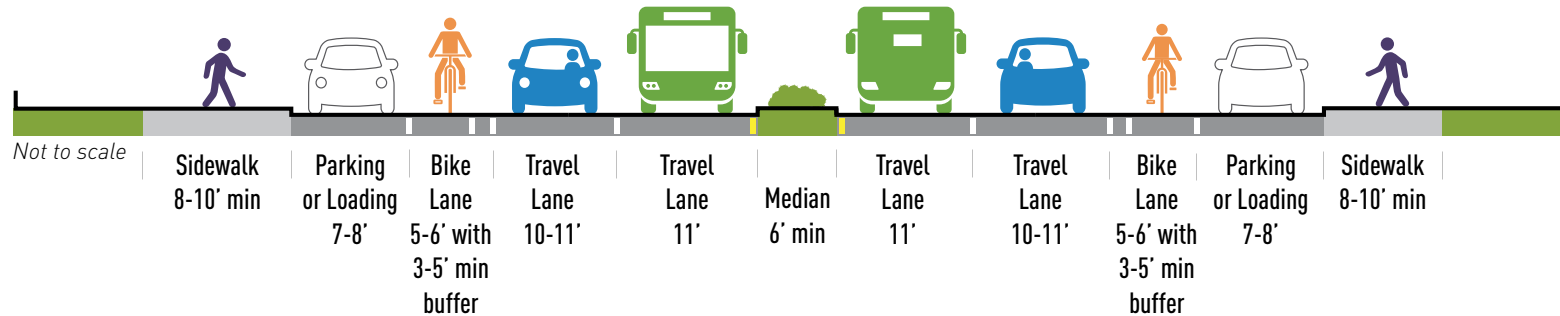 Not to scale
Sidewalk
8-10’ min
Parking
or Loading
7-8’
Bike
Lane
5-6’ with
3-5’ min
buffer
Travel
Lane
10-11’
Travel
Lane
11’
Median
6’ min
Travel
Lane
11’
Travel
Lane
10-11’
Bike
Lane
5-6’ with
3-5’ min
buffer
Parking
or Loading
7-8’
Sidewalk
8-10’ min